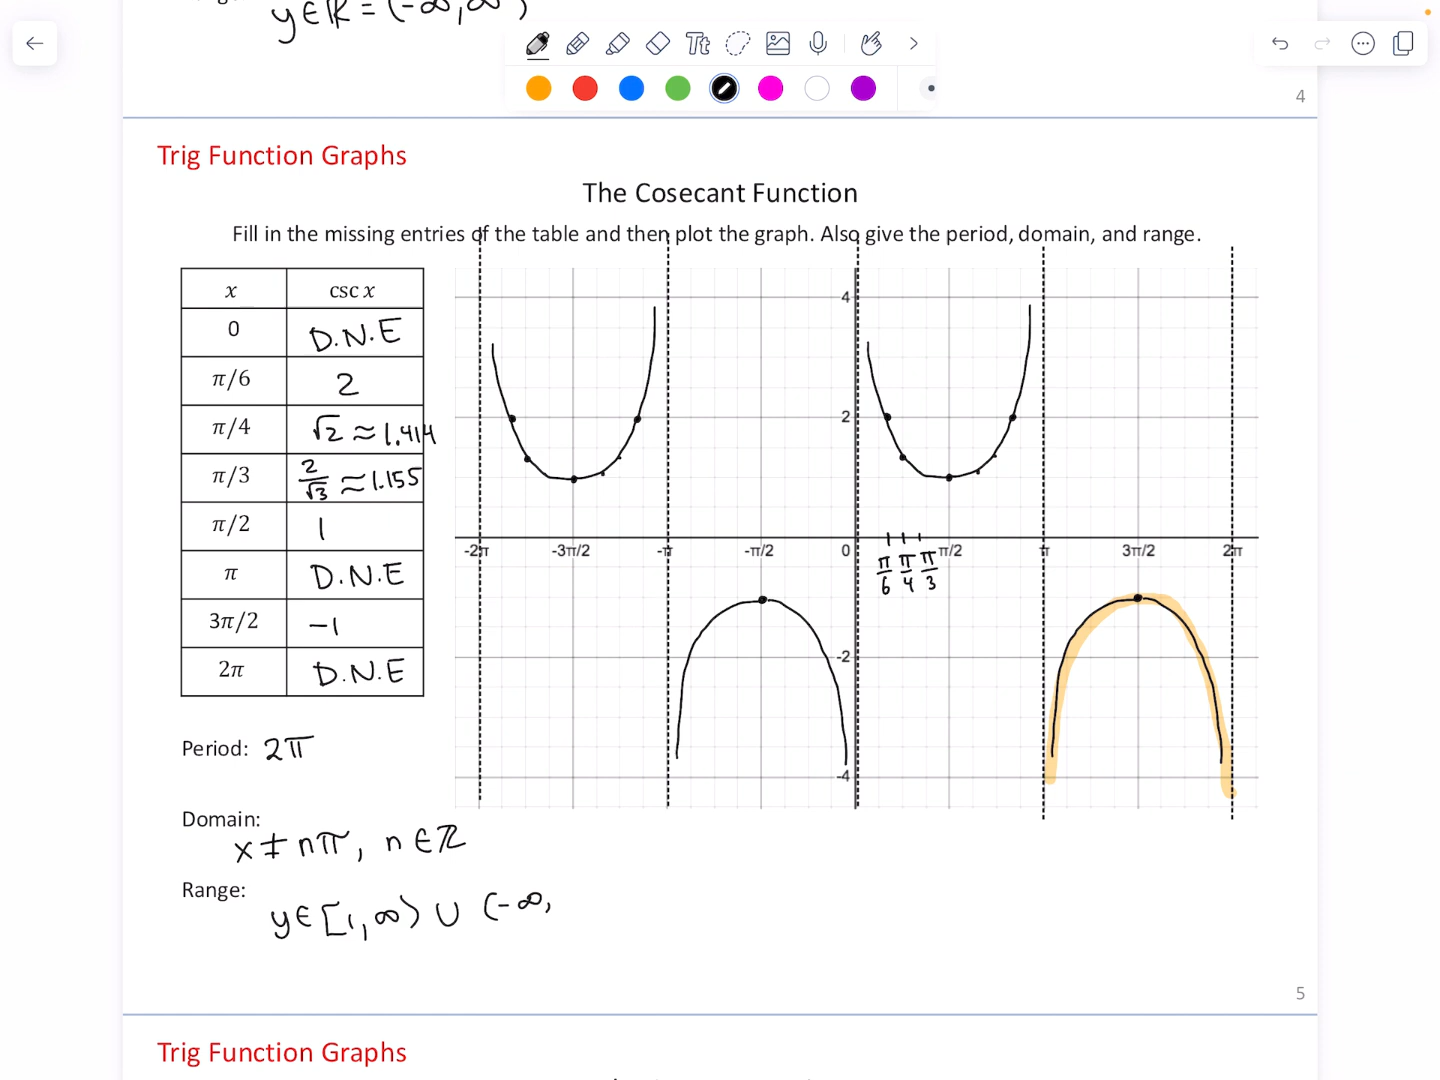 y∈ℝ = (-∞,∞)
Tt
4
Trig Function Graphs
The Cosecant Function
Fill in the missing entries of the table and then plot the graph. Also give the period, domain, and range.
x csc x
0 D.N.E
π/6 2
π/4 √2 ≈ 1.414
π/3 2/√3 ≈ 1.155
π/2 1
π D.N.E
3π/2 -1
2π D.N.E
4
2
-2π -3π/2 -π -π/2 0 π/2 π 3π/2 2π
π/6 π/4 π/3
-2
-4
Period: 2π
Domain:
x ≠ nπ, n∈ℤ
Range:
y∈[1,∞) ∪ (-∞,
5
Trig Function Graphs